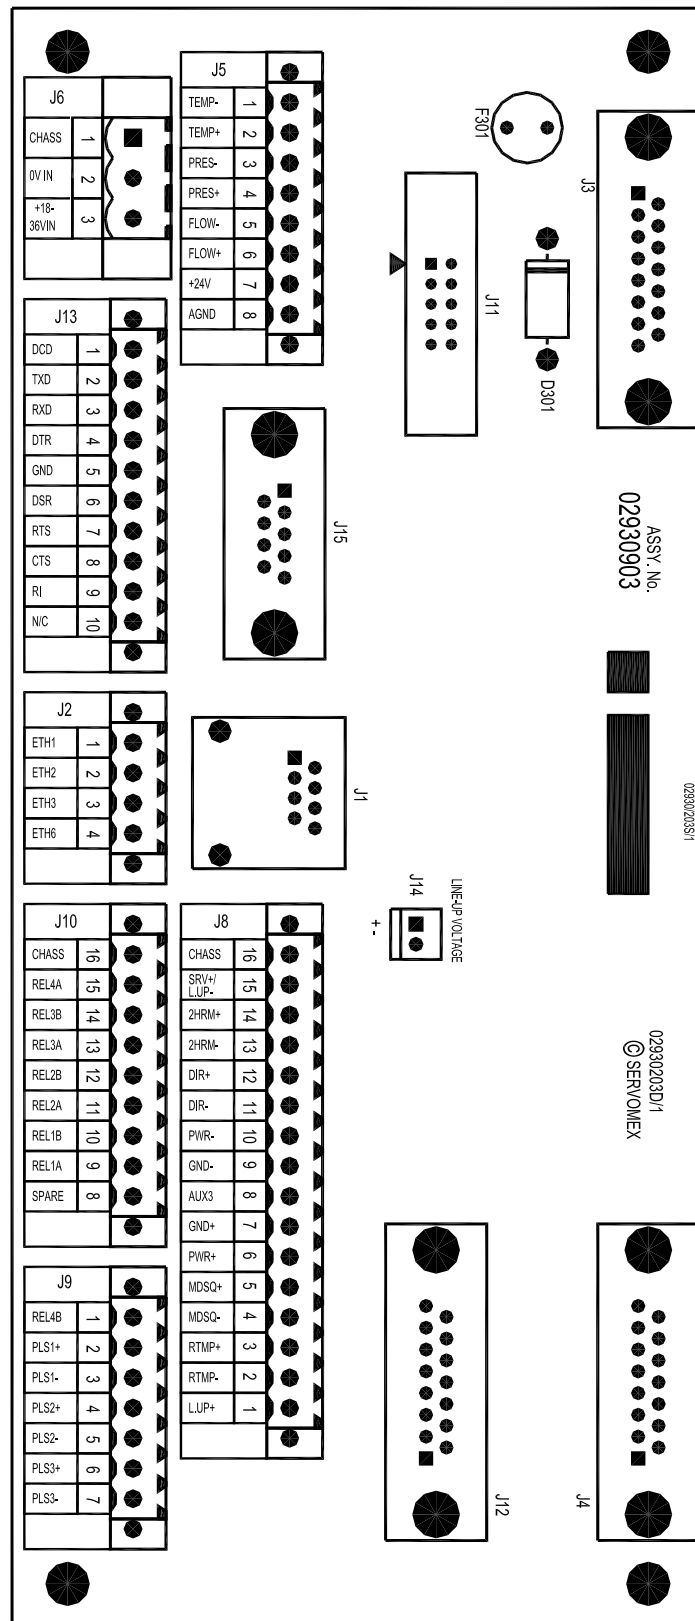 J6
CHASS 1
0V IN 2
+18-
36VIN 3
J5
TEMP- 1
TEMP+ 2
PRES- 3
PRES+ 4
FLOW- 5
FLOW+ 6
+24V 7
AGND 8
F301
J3
J11
D301
J13
DCD 1
TXD 2
RXD 3
DTR 4
GND 5
DSR 6
RTS 7
CTS 8
RI 9
N/C 10
J15
ASSY. No.
02930903
J2
ETH1 1
ETH2 2
ETH3 3
ETH6 4
J1
02930/203S/1
J14
LINE-UP VOLTAGE
+ -
J10
CHASS 16
REL4A 15
REL3B 14
REL3A 13
REL2B 12
REL2A 11
REL1B 10
REL1A 9
SPARE 8
J8
CHASS 16
SRV+/
L.UP- 15
2HRM+ 14
2HRM- 13
DIR+ 12
DIR- 11
PWR- 10
GND- 9
AUX3 8
GND+ 7
PWR+ 6
MDSQ+ 5
MDSQ- 4
RTMP+ 3
RTMP- 2
L.UP+ 1
02930203D/1
© SERVOMEX
J9
REL4B 1
PLS1+ 2
PLS1- 3
PLS2+ 4
PLS2- 5
PLS3+ 6
PLS3- 7
J12
J4